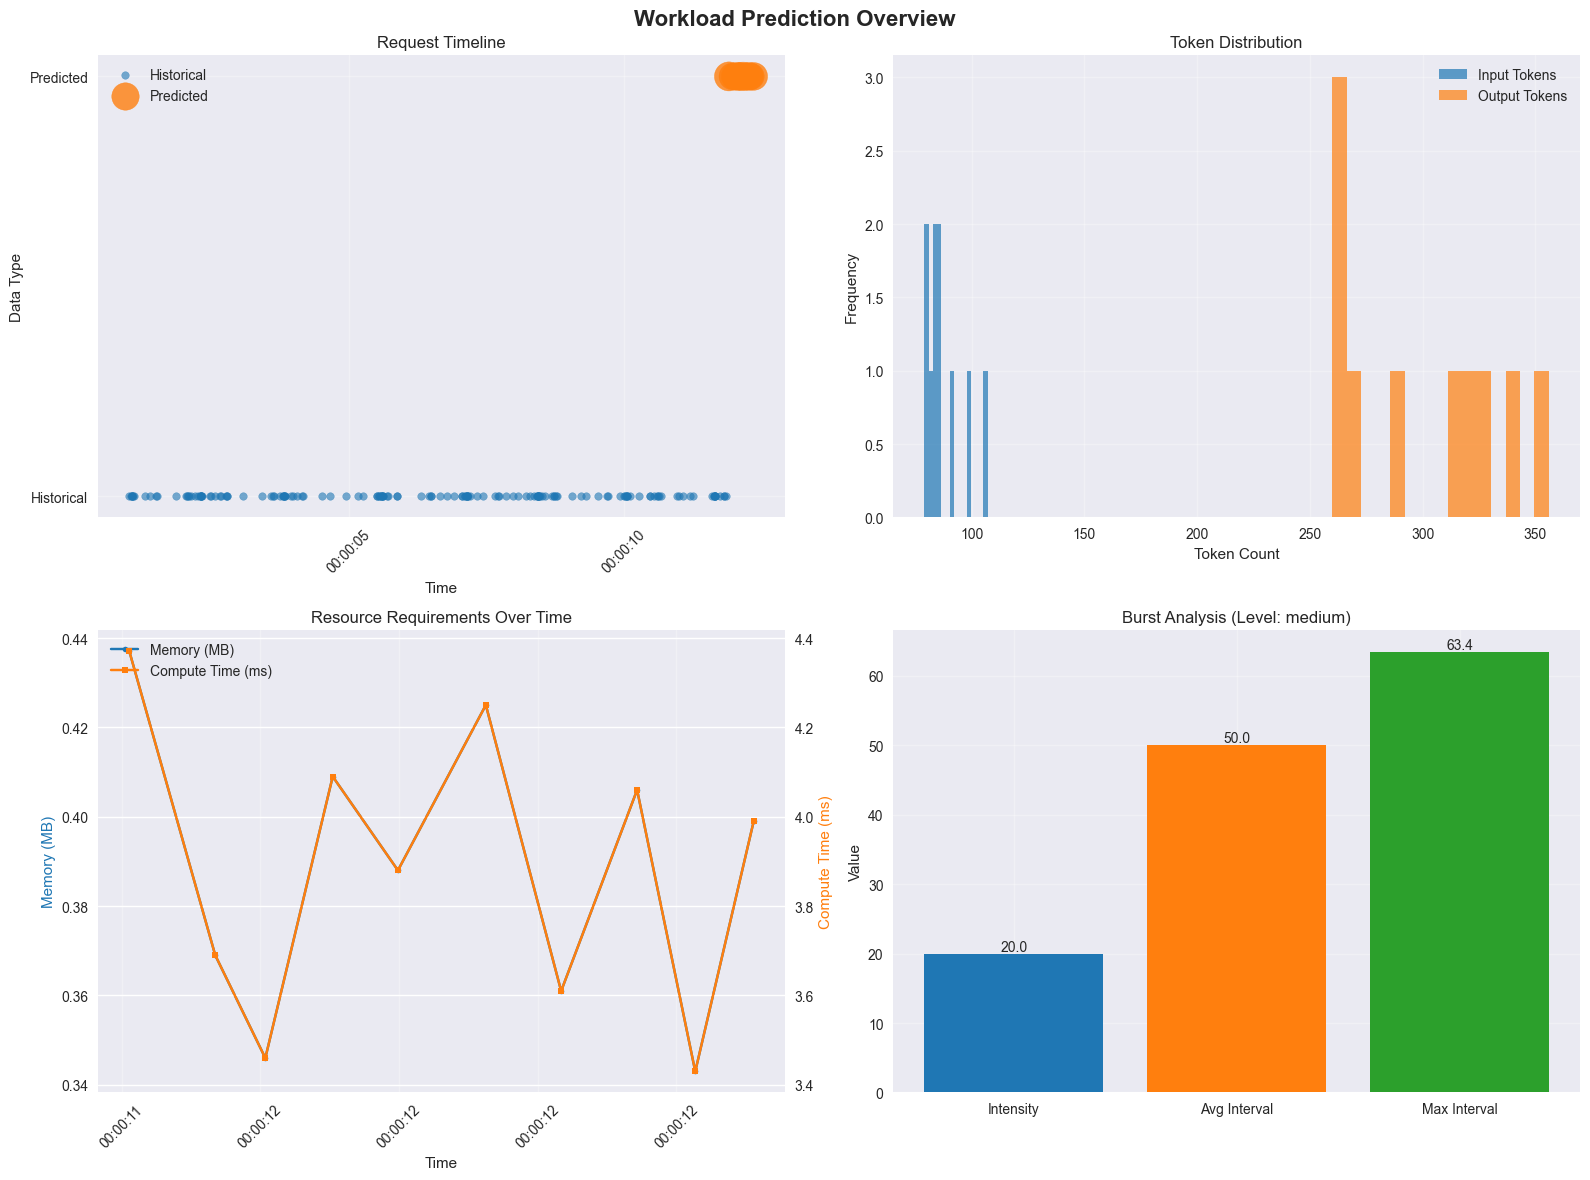 Workload Prediction Overview
Request Timeline
Historical
Predicted
Predicted
Historical
Data Type
00:00:05
00:00:10
Time
Token Distribution
Input Tokens
Output Tokens
3.0
2.5
2.0
1.5
1.0
0.5
0.0
Frequency
100
150
200
250
300
350
Token Count
Resource Requirements Over Time
Memory (MB)
Compute Time (ms)
0.44
0.42
0.40
0.38
0.36
0.34
Memory (MB)
4.4
4.2
4.0
3.8
3.6
3.4
Compute Time (ms)
00:00:11
00:00:12
00:00:12
00:00:12
00:00:12
Time
Burst Analysis (Level: medium)
60
50
40
30
20
10
0
Value
20.0
50.0
63.4
Intensity
Avg Interval
Max Interval